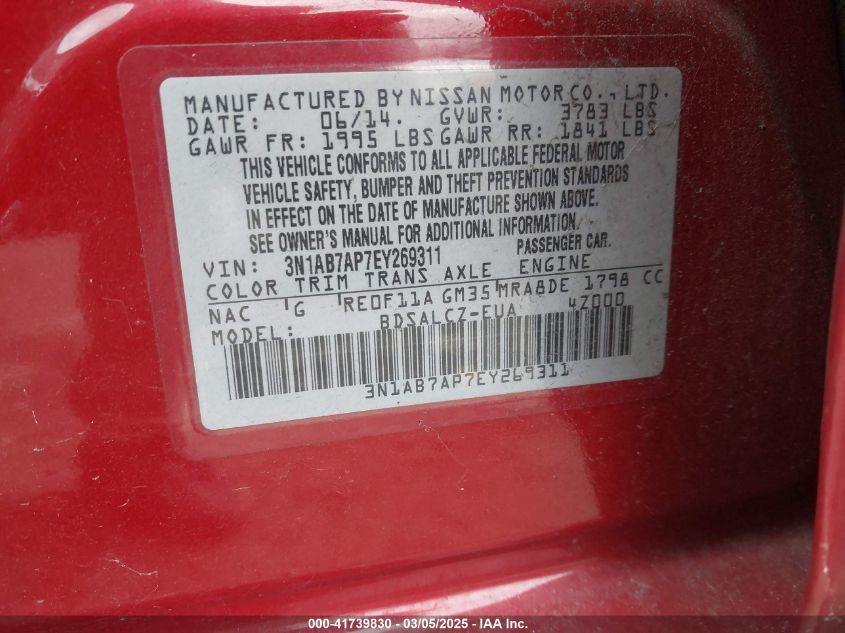 MANUFACTURED BY NISSAN MOTOR CO., LTD.
DATE: 06/14. GVWR: 3783 LBS
GAWR FR: 1995 LBS GAWR RR: 1841 LBS
THIS VEHICLE CONFORMS TO ALL APPLICABLE FEDERAL MOTOR
VEHICLE SAFETY, BUMPER AND THEFT PREVENTION STANDARDS
IN EFFECT ON THE DATE OF MANUFACTURE SHOWN ABOVE.
SEE OWNER'S MANUAL FOR ADDITIONAL INFORMATION.
VIN: 3N1AB7AP7EY269311 PASSENGER CAR.
COLOR TRIM TRANS AXLE ENGINE
NAC G RE0F11A GM35 MRA8DE 1798 CC
MODEL: BDSALCZ-EUA 4Z000
3N1AB7AP7EY269311
000-41739830 - 03/05/2025 - IAA, Inc.